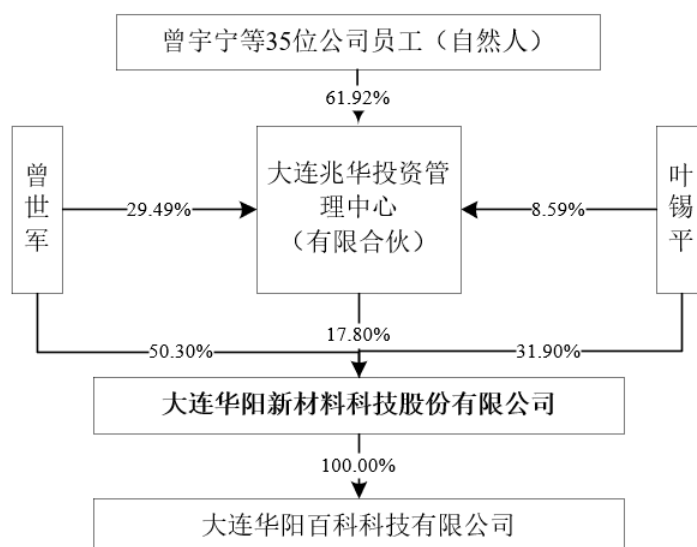 曾宇宁等35位公司员工（自然人）
61.92%
曾
世
军
29.49%
大连兆华投资管
理中心
（有限合伙）
8.59%
叶
锡
平
17.80%
50.30%
31.90%
大连华阳新材料科技股份有限公司
100.00%
大连华阳百科科技有限公司